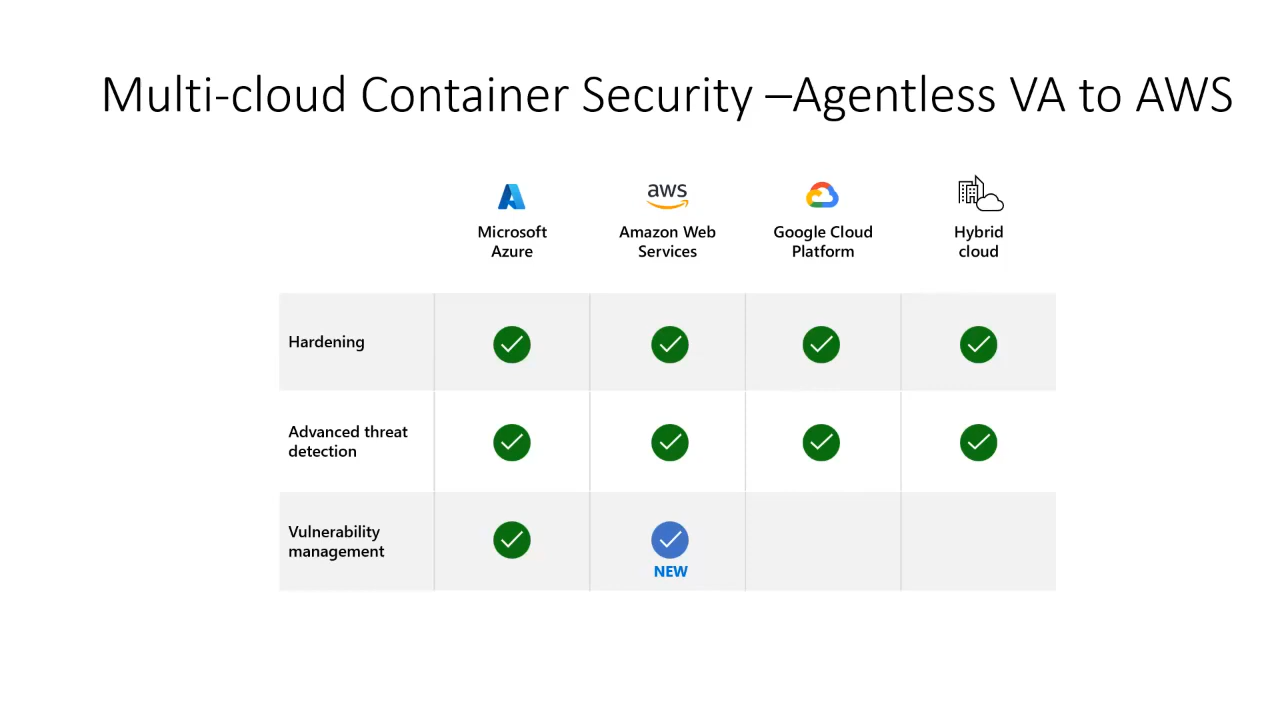 Multi-cloud Container Security –Agentless VA to AWS
aws
Microsoft
Azure
Amazon Web
Services
Google Cloud
Platform
Hybrid
cloud
Hardening
Advanced threat
detection
Vulnerability
management
NEW